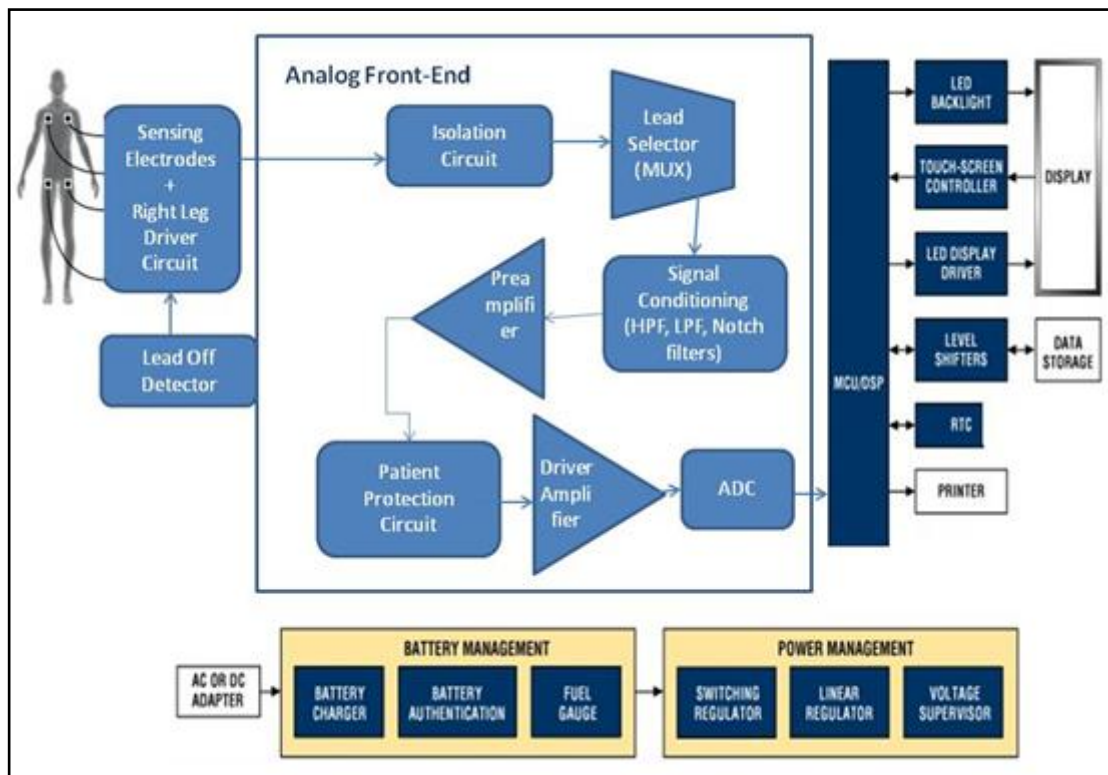 Analog Front-End
Sensing
Electrodes
+
Right Leg
Driver
Circuit
Lead Off
Detector
Isolation
Circuit
Lead
Selector
(MUX)
Signal
Conditioning
(HPF, LPF, Notch
filters)
Prea
mplifi
er
Patient
Protection
Circuit
Driver
Ampli
fier
ADC
MCU/DSP
LED
BACKLIGHT
TOUCH-SCREEN
CONTROLLER
LED DISPLAY
DRIVER
DISPLAY
LEVEL
SHIFTERS
DATA
STORAGE
RTC
PRINTER
AC OR DC
ADAPTER
BATTERY MANAGEMENT
BATTERY
CHARGER
BATTERY
AUTHENTICATION
FUEL
GAUGE
POWER MANAGEMENT
SWITCHING
REGULATOR
LINEAR
REGULATOR
VOLTAGE
SUPERVISOR